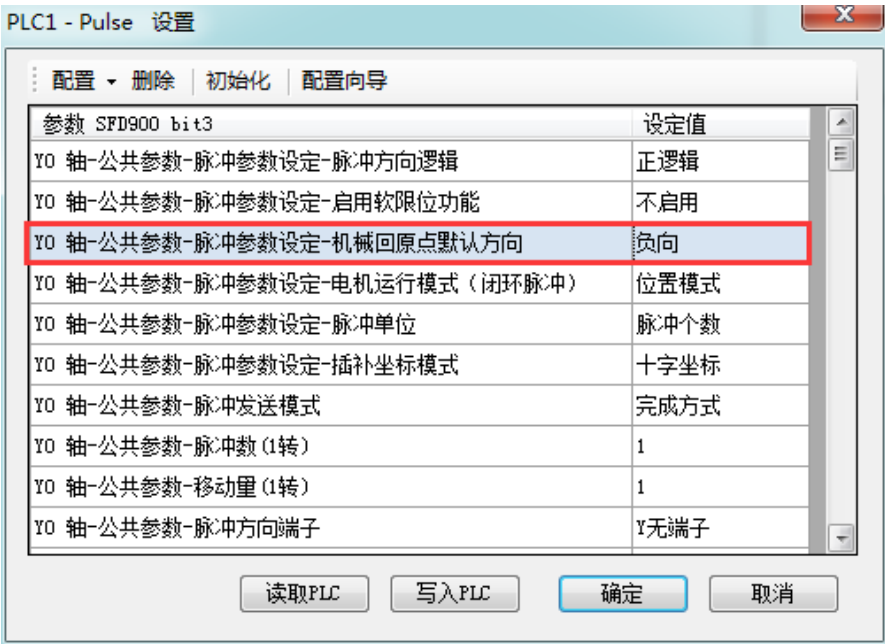 PLC1 - Pulse 设置
配置 删除 初始化 配置向导
参数 SFD900 bit3 设定值
Y0 轴-公共参数-脉冲参数设定-脉冲方向逻辑 正逻辑
Y0 轴-公共参数-脉冲参数设定-启用软限位功能 不启用
Y0 轴-公共参数-脉冲参数设定-机械回原点默认方向 负向
Y0 轴-公共参数-脉冲参数设定-电机运行模式（闭环脉冲） 位置模式
Y0 轴-公共参数-脉冲参数设定-脉冲单位 脉冲个数
Y0 轴-公共参数-脉冲参数设定-插补坐标模式 十字坐标
Y0 轴-公共参数-脉冲发送模式 完成方式
Y0 轴-公共参数-脉冲数(1转) 1
Y0 轴-公共参数-移动量(1转) 1
Y0 轴-公共参数-脉冲方向端子 Y无端子
读取PLC 写入PLC 确定 取消